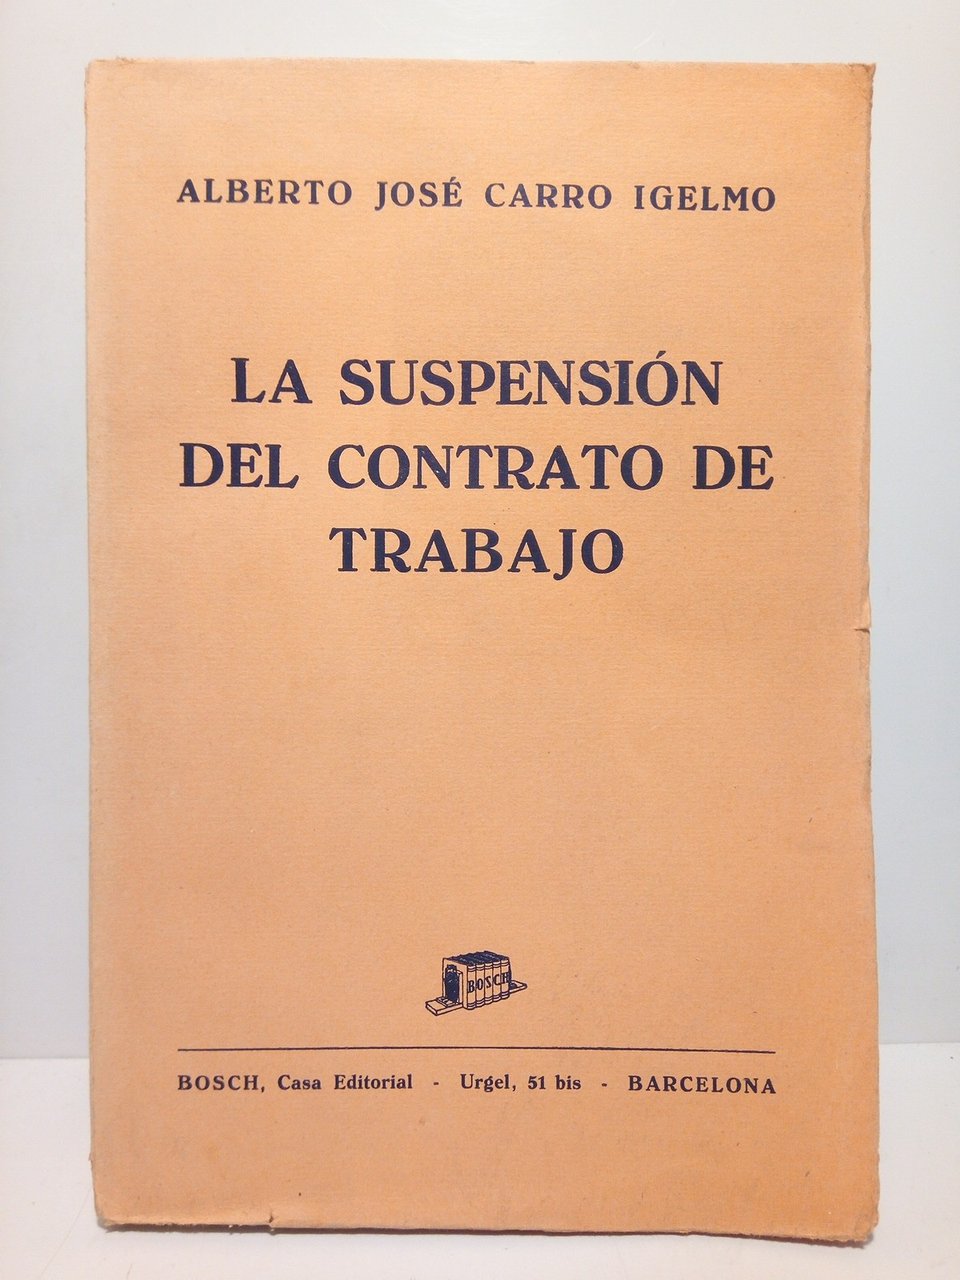 ALBERTO JOSÉ CARRO IGELMO
LA SUSPENSIÓN
DEL CONTRATO DE
TRABAJO
BOSCH
BOSCH, Casa Editorial - Urgel, 51 bis - BARCELONA